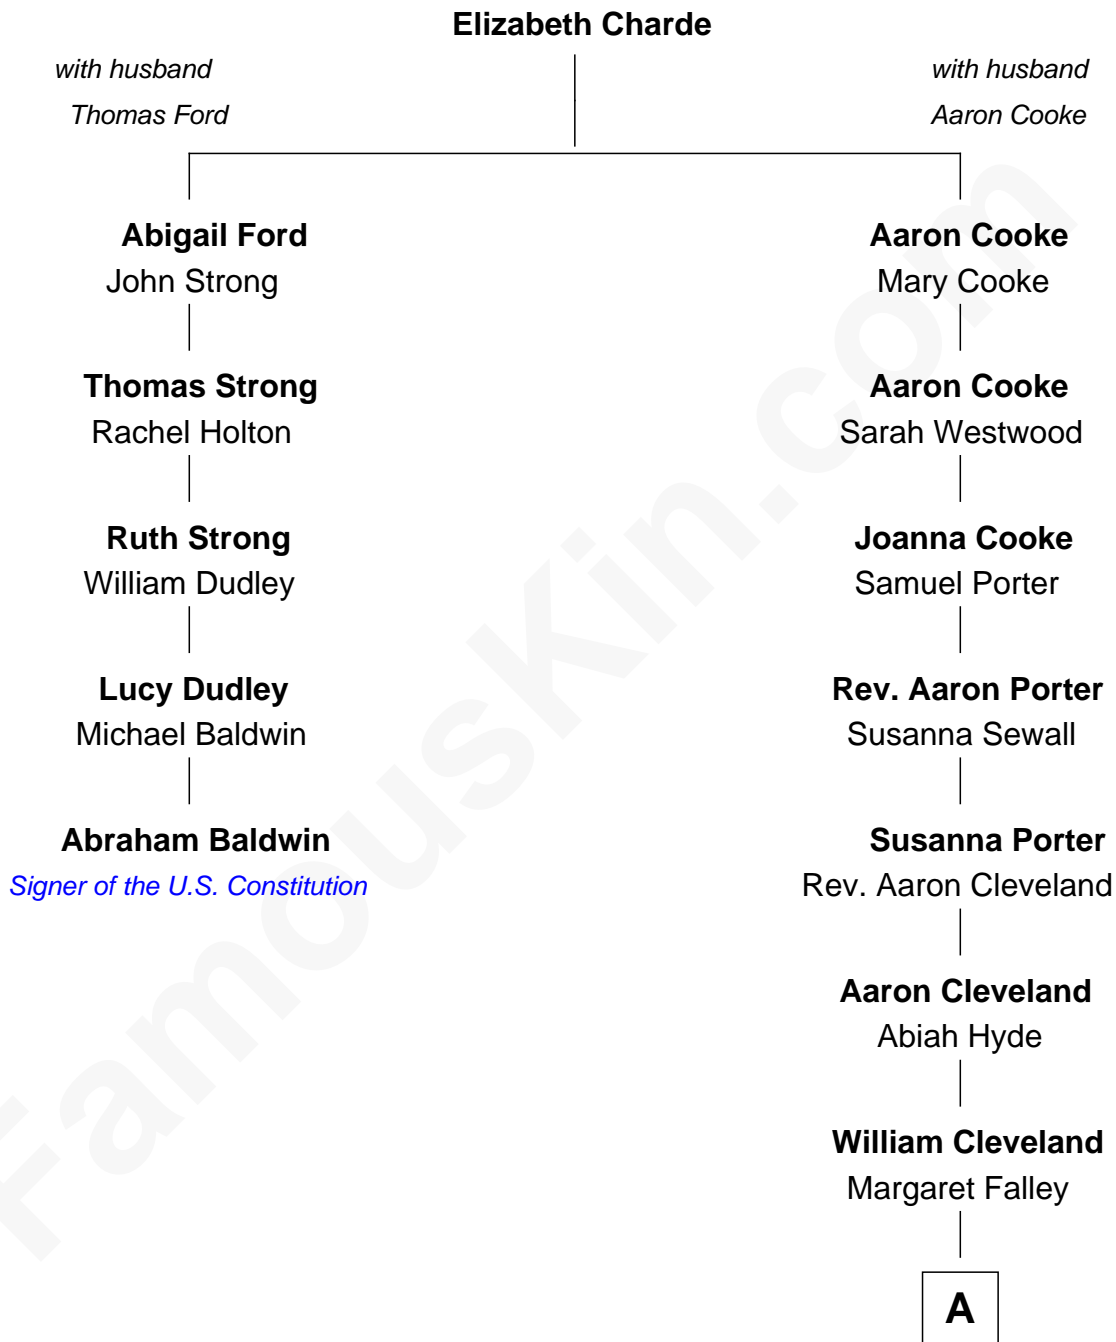 Elizabeth Charde
with husband
Thomas Ford
with husband
Aaron Cooke
Abigail Ford
John Strong
Thomas Strong
Rachel Holton
Ruth Strong
William Dudley
Lucy Dudley
Michael Baldwin
Abraham Baldwin
Signer of the U.S. Constitution
Aaron Cooke
Mary Cooke
Aaron Cooke
Sarah Westwood
Joanna Cooke
Samuel Porter
Rev. Aaron Porter
Susanna Sewall
Susanna Porter
Rev. Aaron Cleveland
Aaron Cleveland
Abiah Hyde
William Cleveland
Margaret Falley
A
FamousKin.com